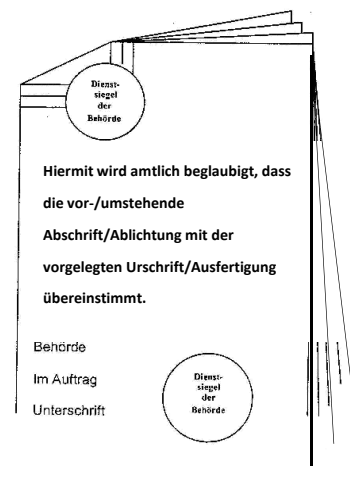 Dienst-
siegel
der
Behörde
Hiermit wird amtlich beglaubigt, dass
die vor-/umstehende
Abschrift/Ablichtung mit der
vorgelegten Urschrift/Ausfertigung
übereinstimmt.
Behörde
Im Auftrag
Unterschrift
Dienst-
siegel
der
Behörde